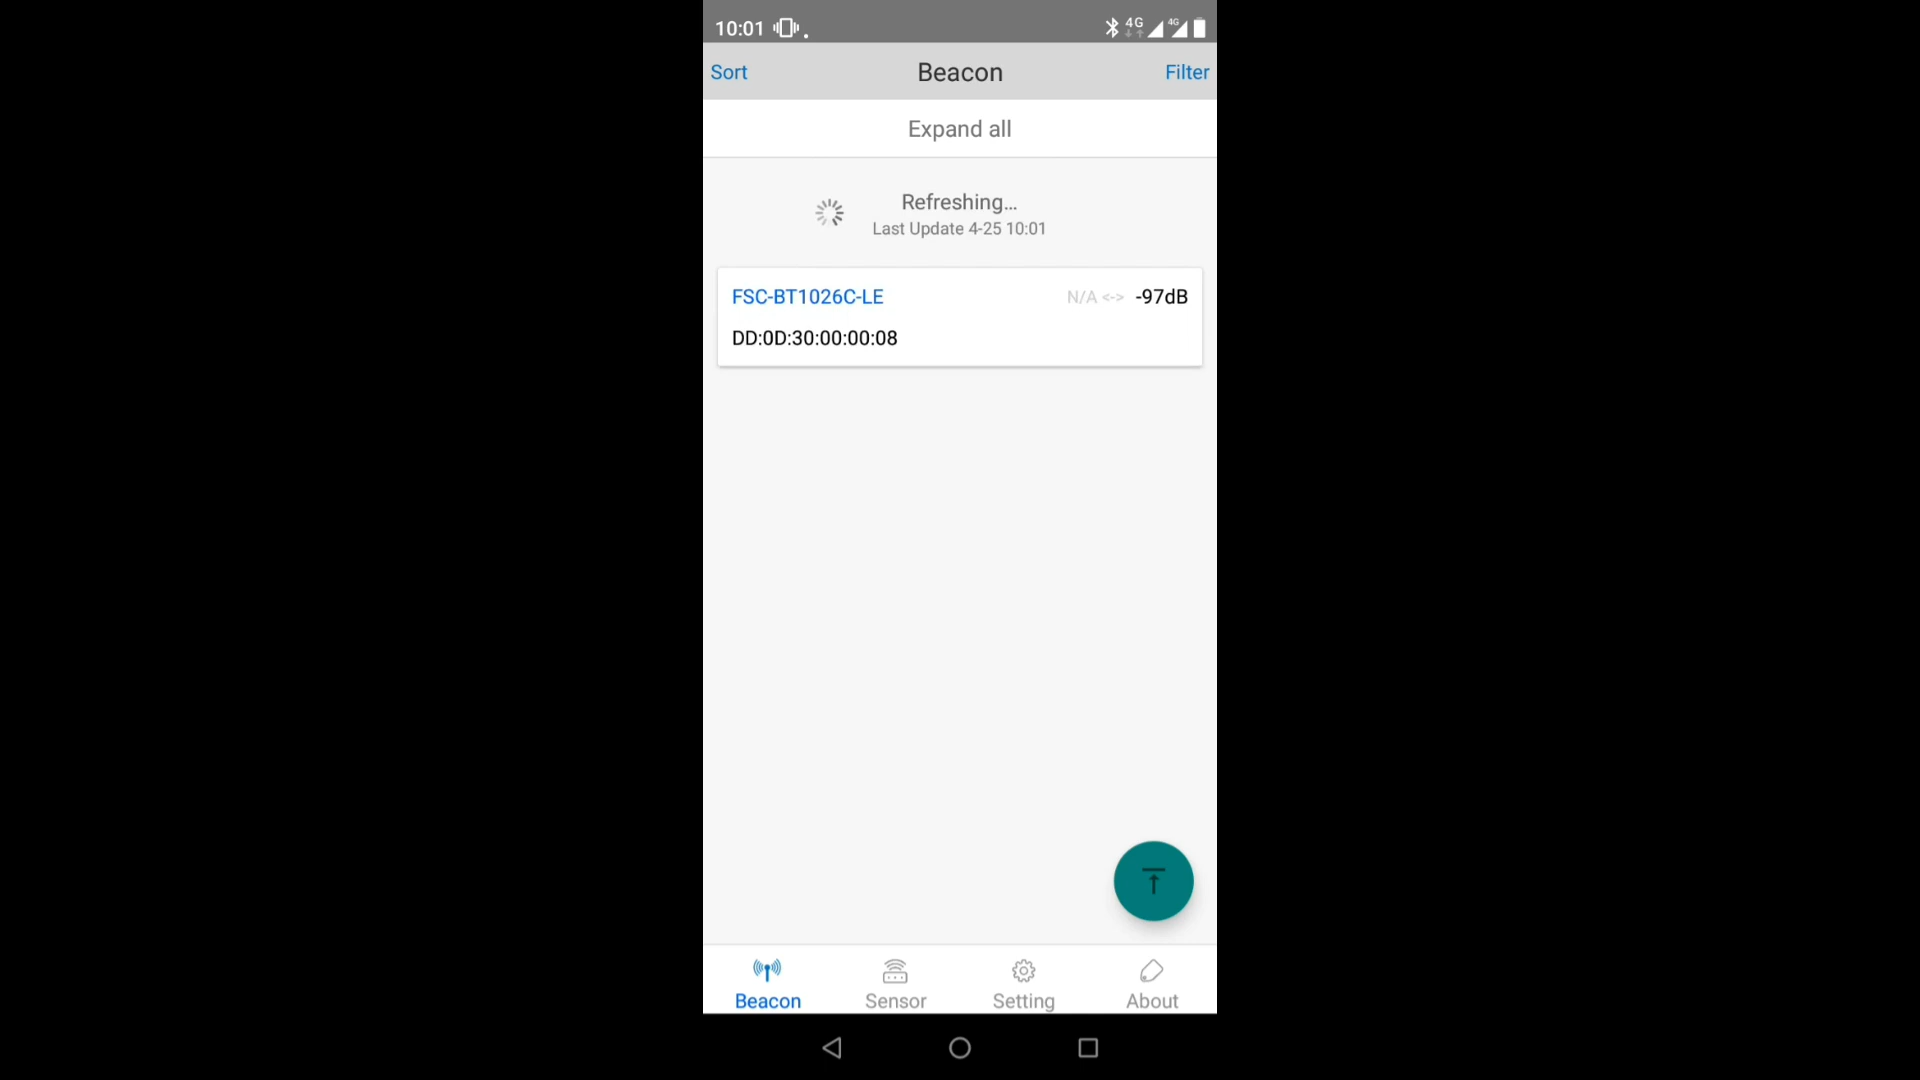 10:01
4G 4G
Sort Beacon Filter
Expand all
Refreshing...
Last Update 4-25 10:01
FSC-BT1026C-LE N/A <-> -97dB
DD:0D:30:00:00:08
Beacon Sensor Setting About